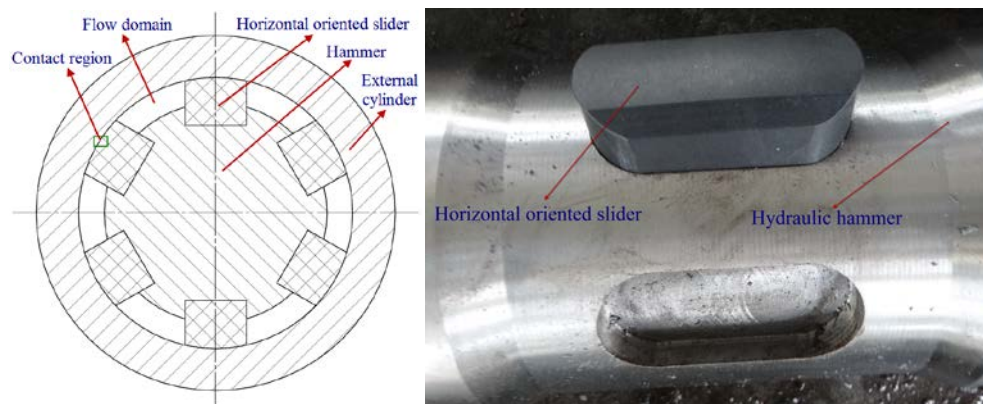 Flow domain
Horizontal oriented slider
Contact region
Hammer
External
cylinder
Horizontal oriented slider
Hydraulic hammer